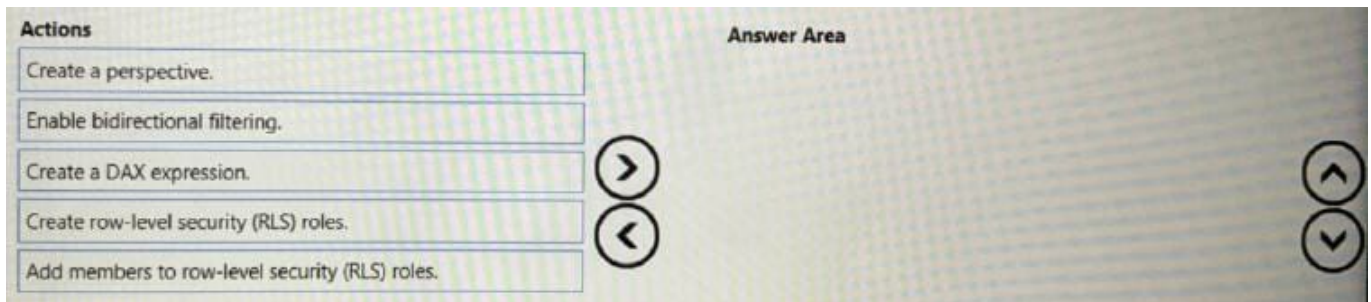 Actions
Answer Area
Create a perspective.
Enable bidirectional filtering.
Create a DAX expression.
Create row-level security (RLS) roles.
Add members to row-level security (RLS) roles.